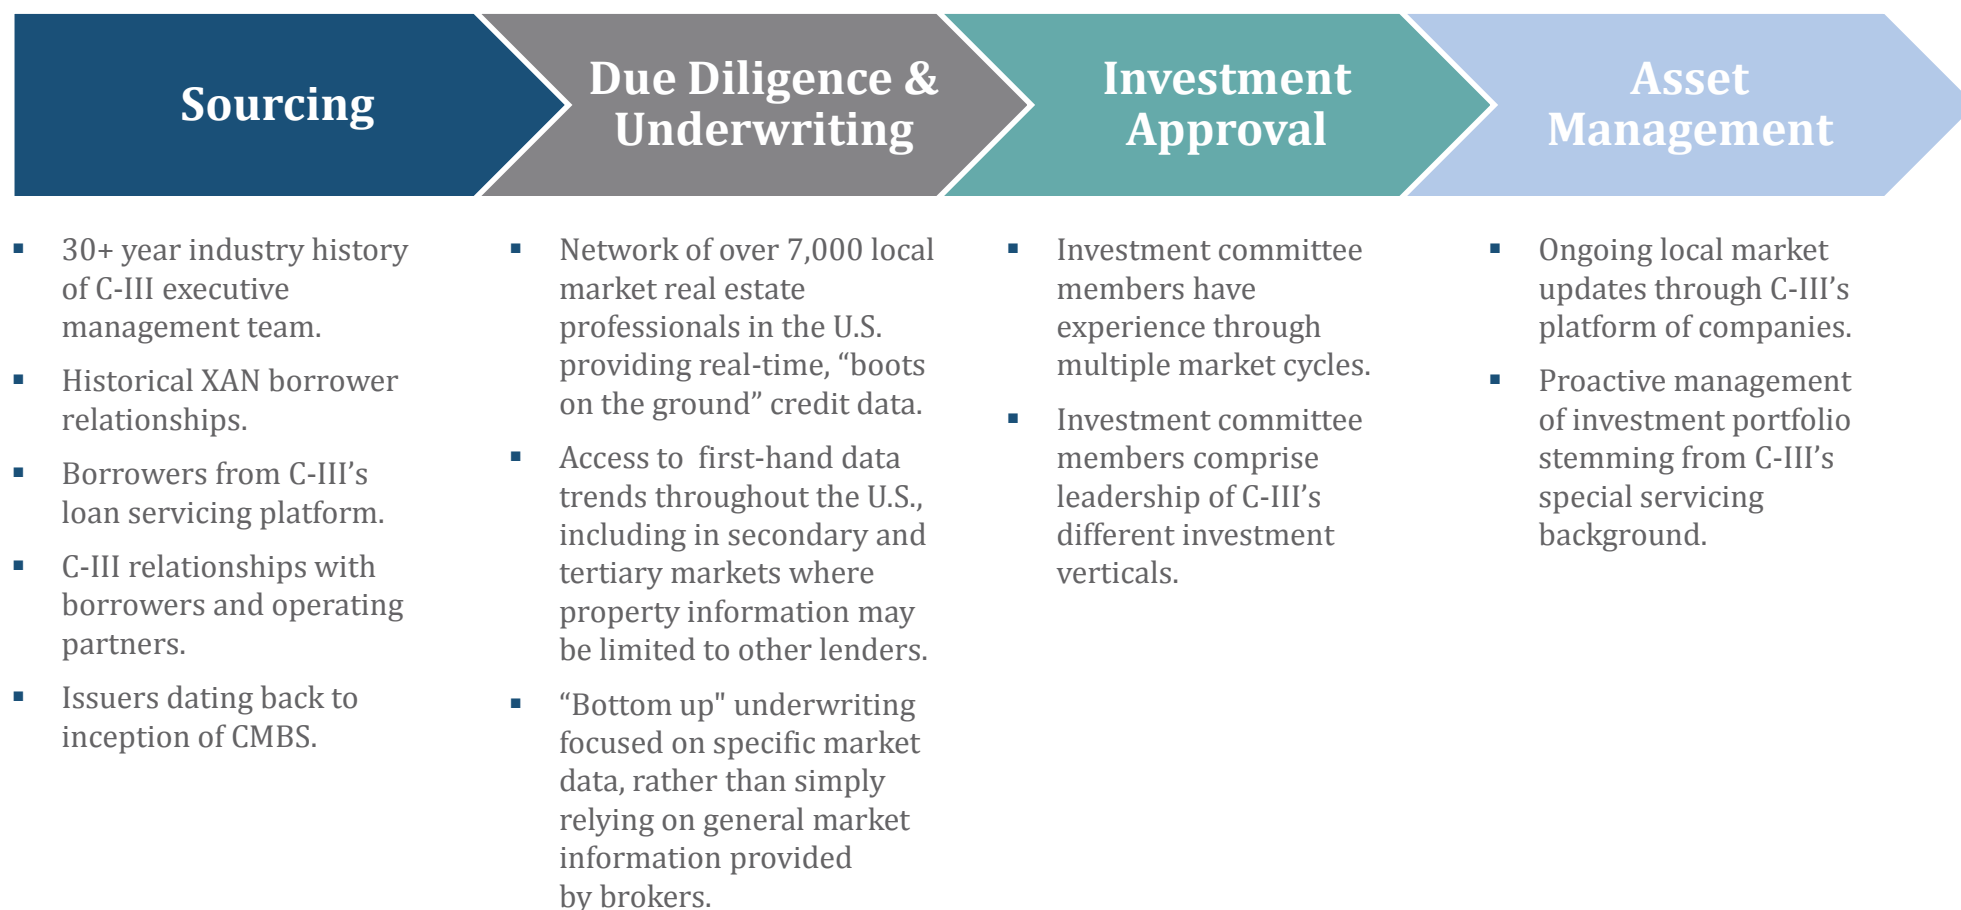 Sourcing
Due Diligence &
Underwriting
Investment
Approval
Asset
Management
▪ 30+ year industry history
of C-III executive
management team.
▪ Historical XAN borrower
relationships.
▪ Borrowers from C-III’s
loan servicing platform.
▪ C-III relationships with
borrowers and operating
partners.
▪ Issuers dating back to
inception of CMBS.
▪ Network of over 7,000 local
market real estate
professionals in the U.S.
providing real-time, “boots
on the ground” credit data.
▪ Access to  first-hand data
trends throughout the U.S.,
including in secondary and
tertiary markets where
property information may
be limited to other lenders.
▪ “Bottom up" underwriting
focused on specific market
data, rather than simply
relying on general market
information provided
by brokers.
▪ Investment committee
members have
experience through
multiple market cycles.
▪ Investment committee
members comprise
leadership of C-III’s
different investment
verticals.
▪ Ongoing local market
updates through C-III’s
platform of companies.
▪ Proactive management
of investment portfolio
stemming from C-III’s
special servicing
background.